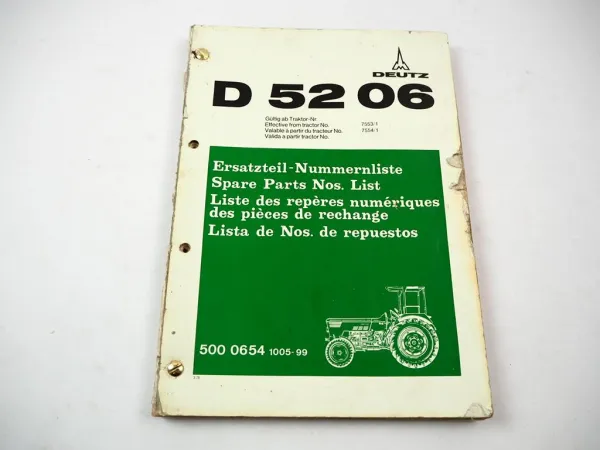 DEUTZ
D 52 06
Gültig ab Traktor-Nr.
Effective from tractor No. 7553/1
Valable à partir du tracteur No. 7554/1
Valida a partir tractor No.
Ersatzteil-Nummernliste
Spare Parts Nos. List
Liste des repères numériques
des pièces de rechange
Lista de Nos. de repuestos
500 0654 1005-99